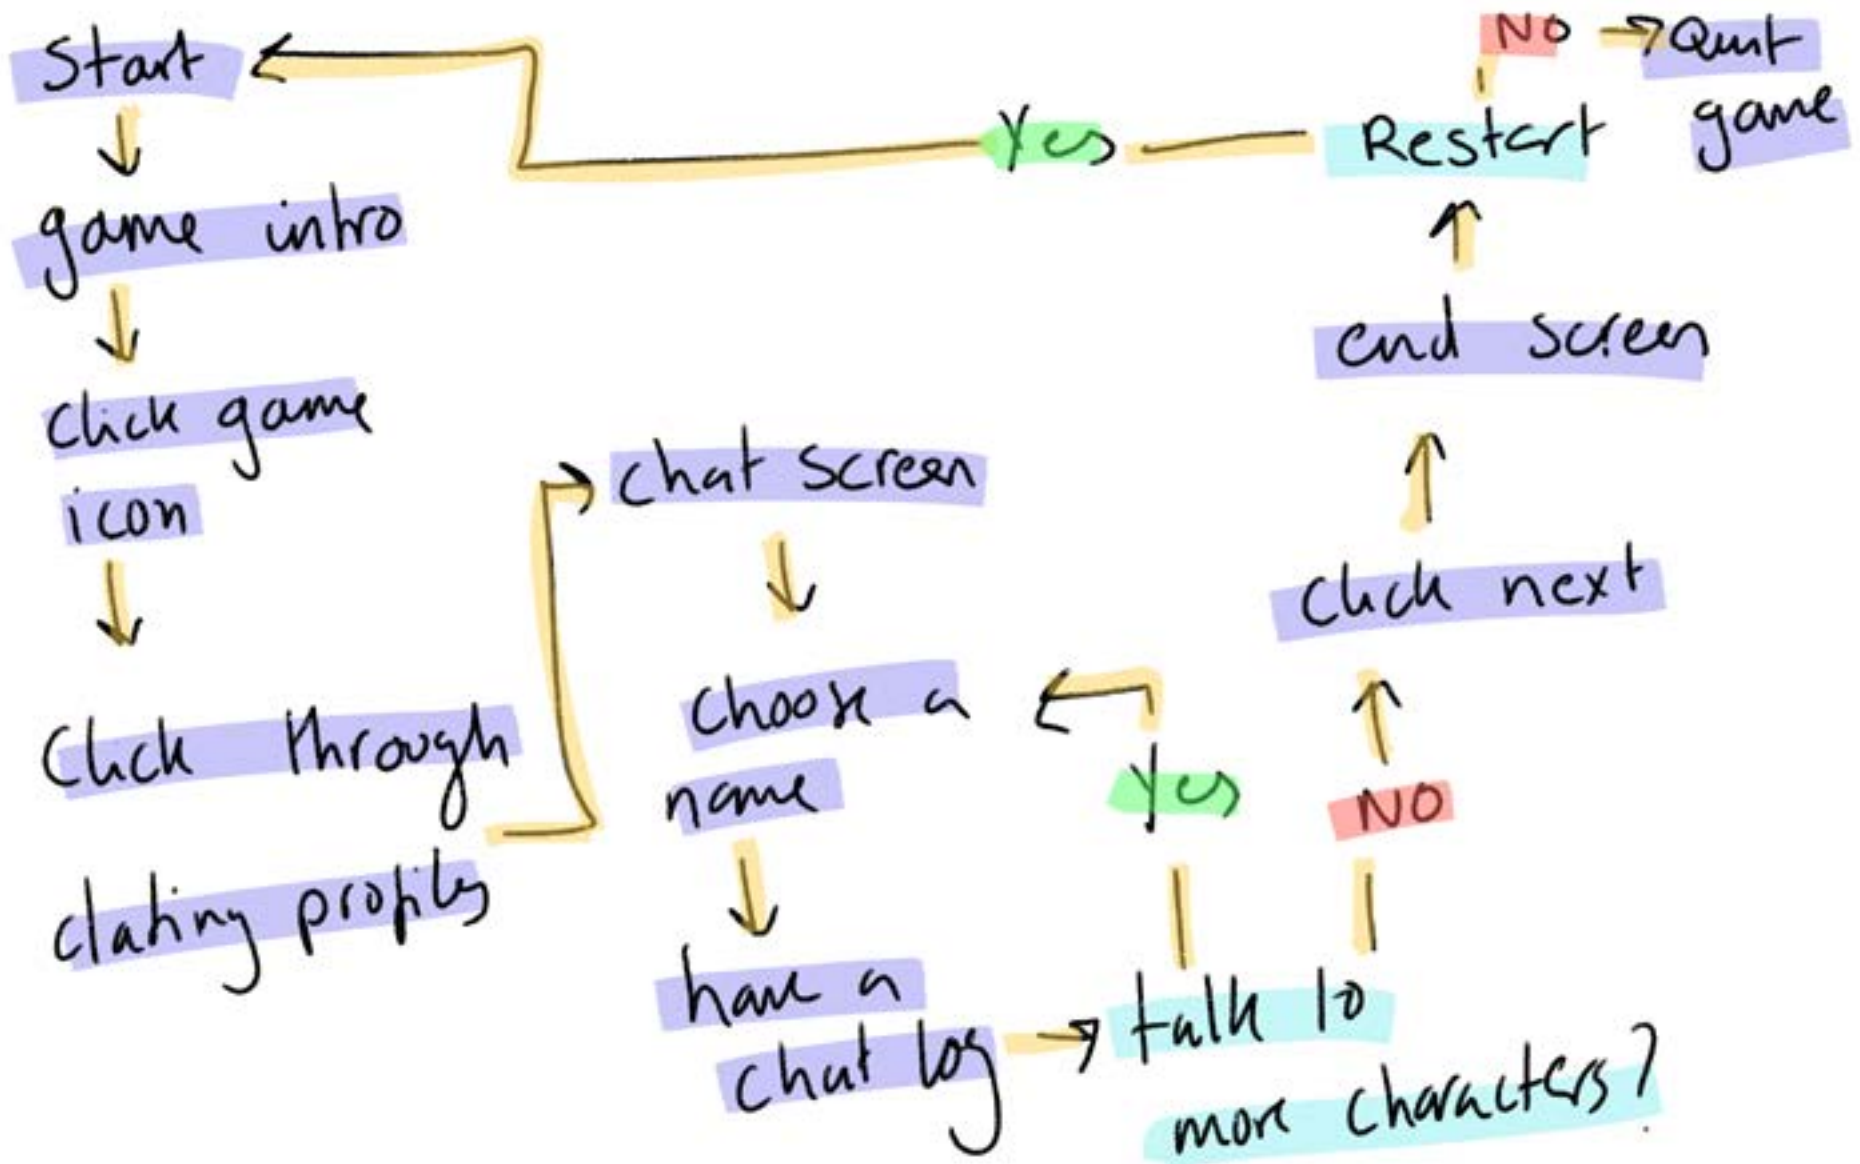 Start
game intro
click game
icon
Click through
dating profiles
chat screen
choose a
name
have a
chat log
talk to
more characters?
Yes
NO
click next
end screen
Restart
Yes
NO
Quit
game